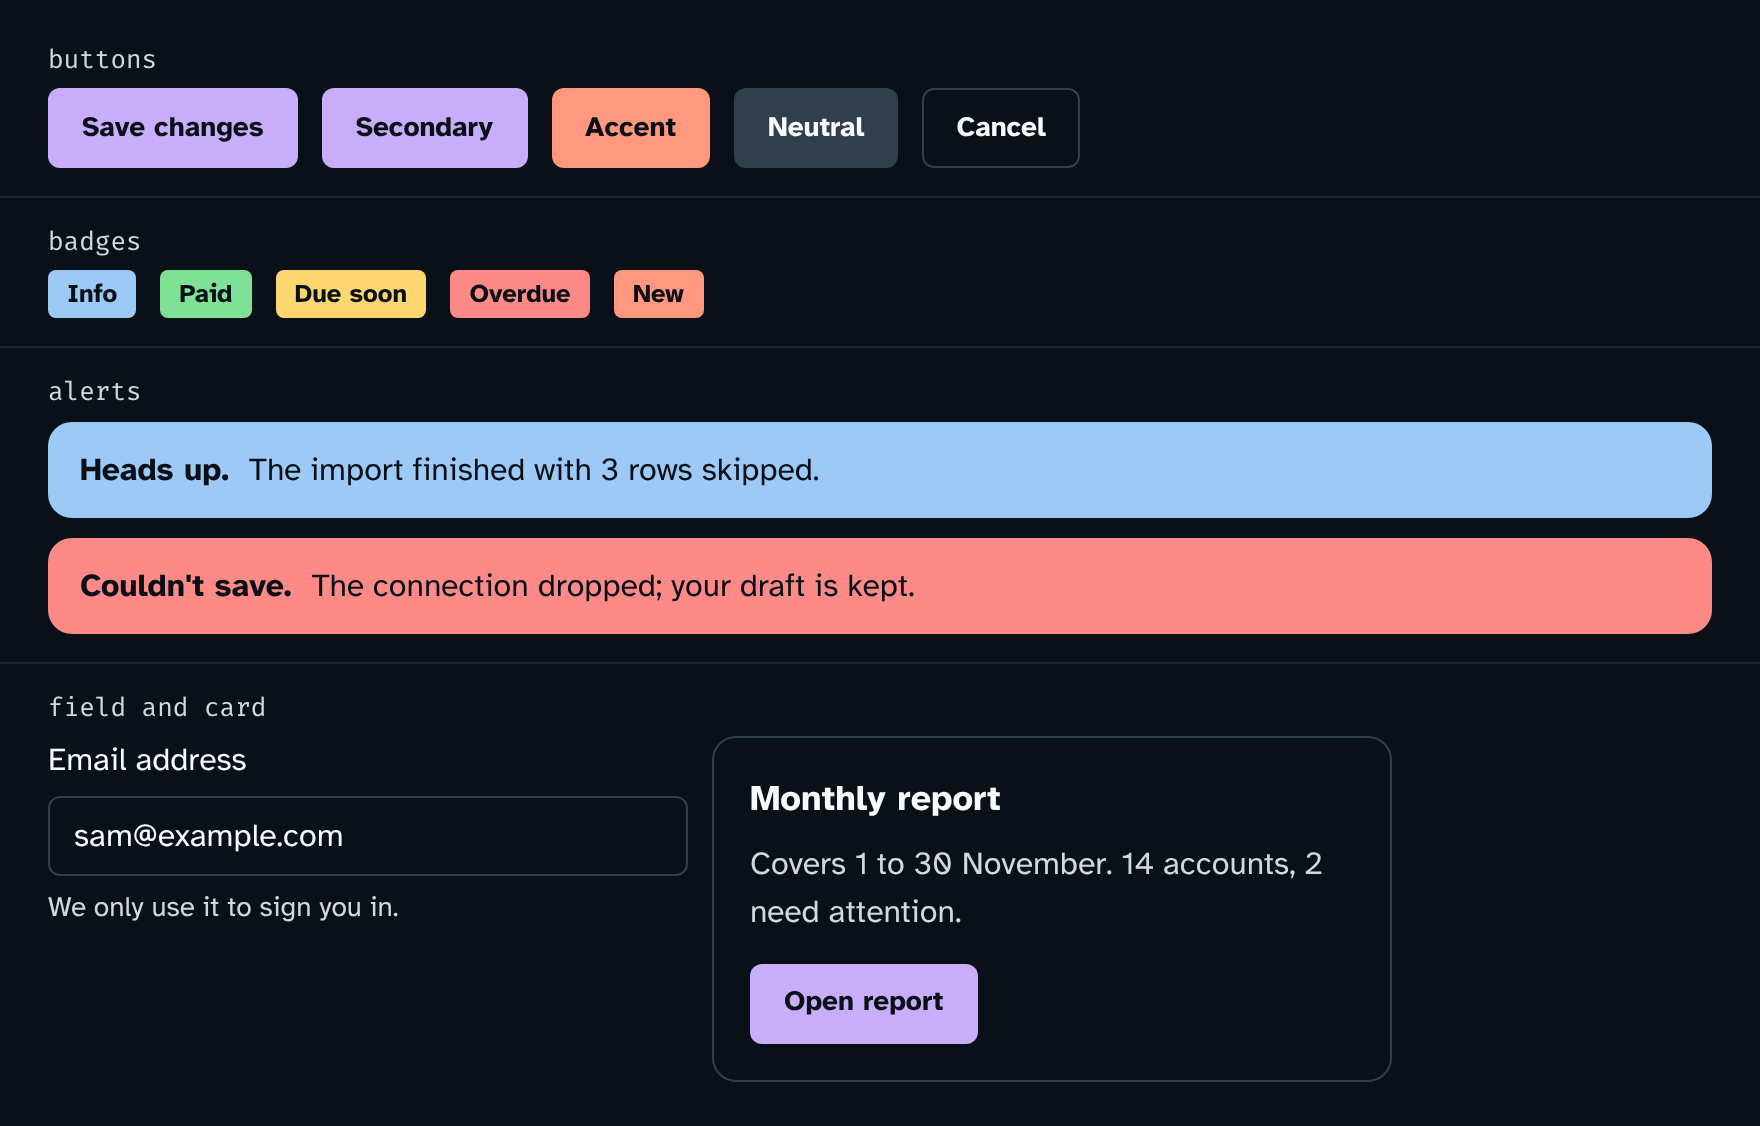 buttons
Save changes Secondary Accent Neutral Cancel
badges
Info Paid Due soon Overdue New
alerts
Heads up. The import finished with 3 rows skipped.
Couldn't save. The connection dropped; your draft is kept.
field and card
Email address
sam@example.com
We only use it to sign you in.
Monthly report
Covers 1 to 30 November. 14 accounts, 2
need attention.
Open report